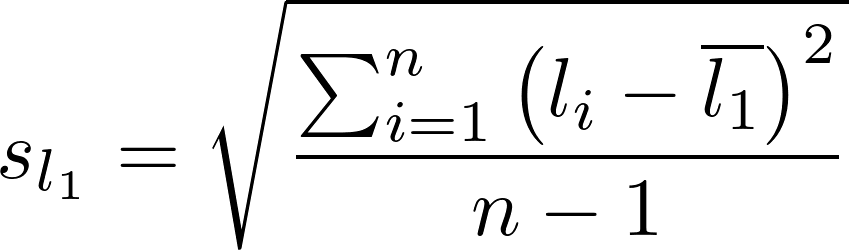 $s_{l_1} = \sqrt{\frac{\sum_{i=1}^{n} \left(l_i - \overline{l_1}\right)^2}{n-1}}$